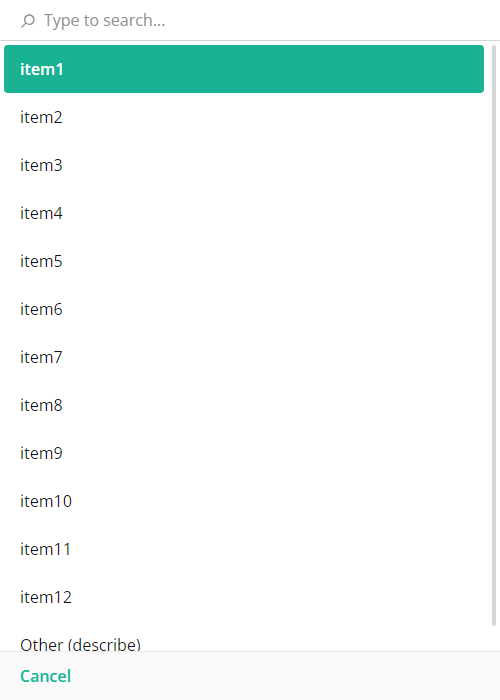 Type to search...
item1
item2
item3
item4
item5
item6
item7
item8
item9
item10
item11
item12
Other (describe)
Cancel